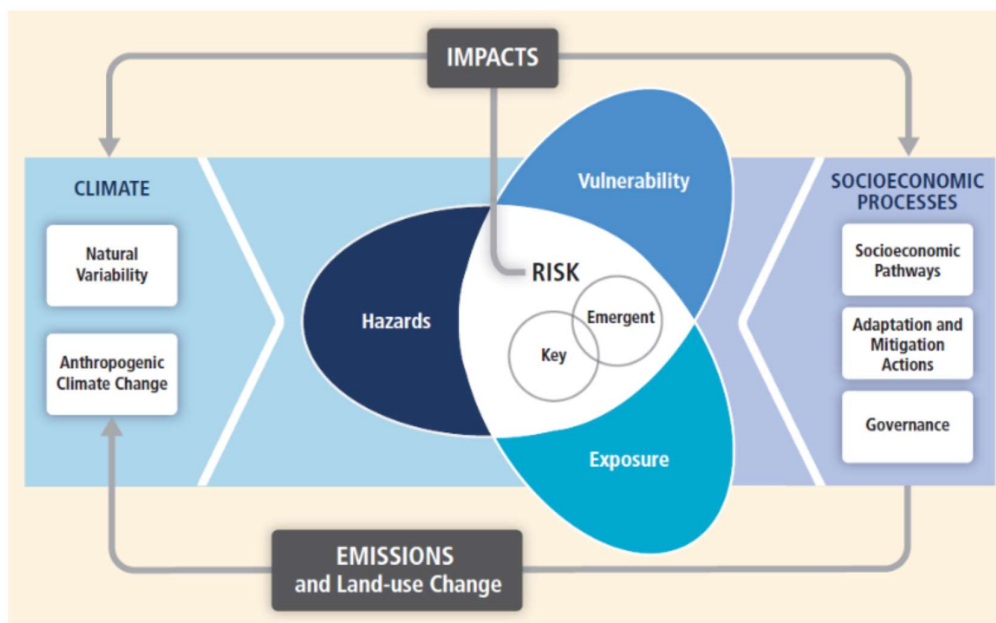 IMPACTS
CLIMATE
Natural
Variability
Anthropogenic
Climate Change
Vulnerability
Hazards
RISK
Emergent
Key
Exposure
SOCIOECONOMIC
PROCESSES
Socioeconomic
Pathways
Adaptation and
Mitigation
Actions
Governance
EMISSIONS
and Land-use Change